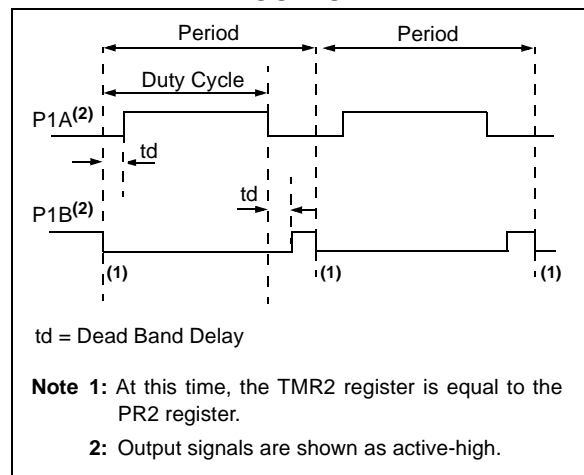 Period Period
Duty Cycle
P1A(2)
td
td
P1B(2)
(1) (1) (1)
td = Dead Band Delay
Note 1: At this time, the TMR2 register is equal to the
PR2 register.
2: Output signals are shown as active-high.